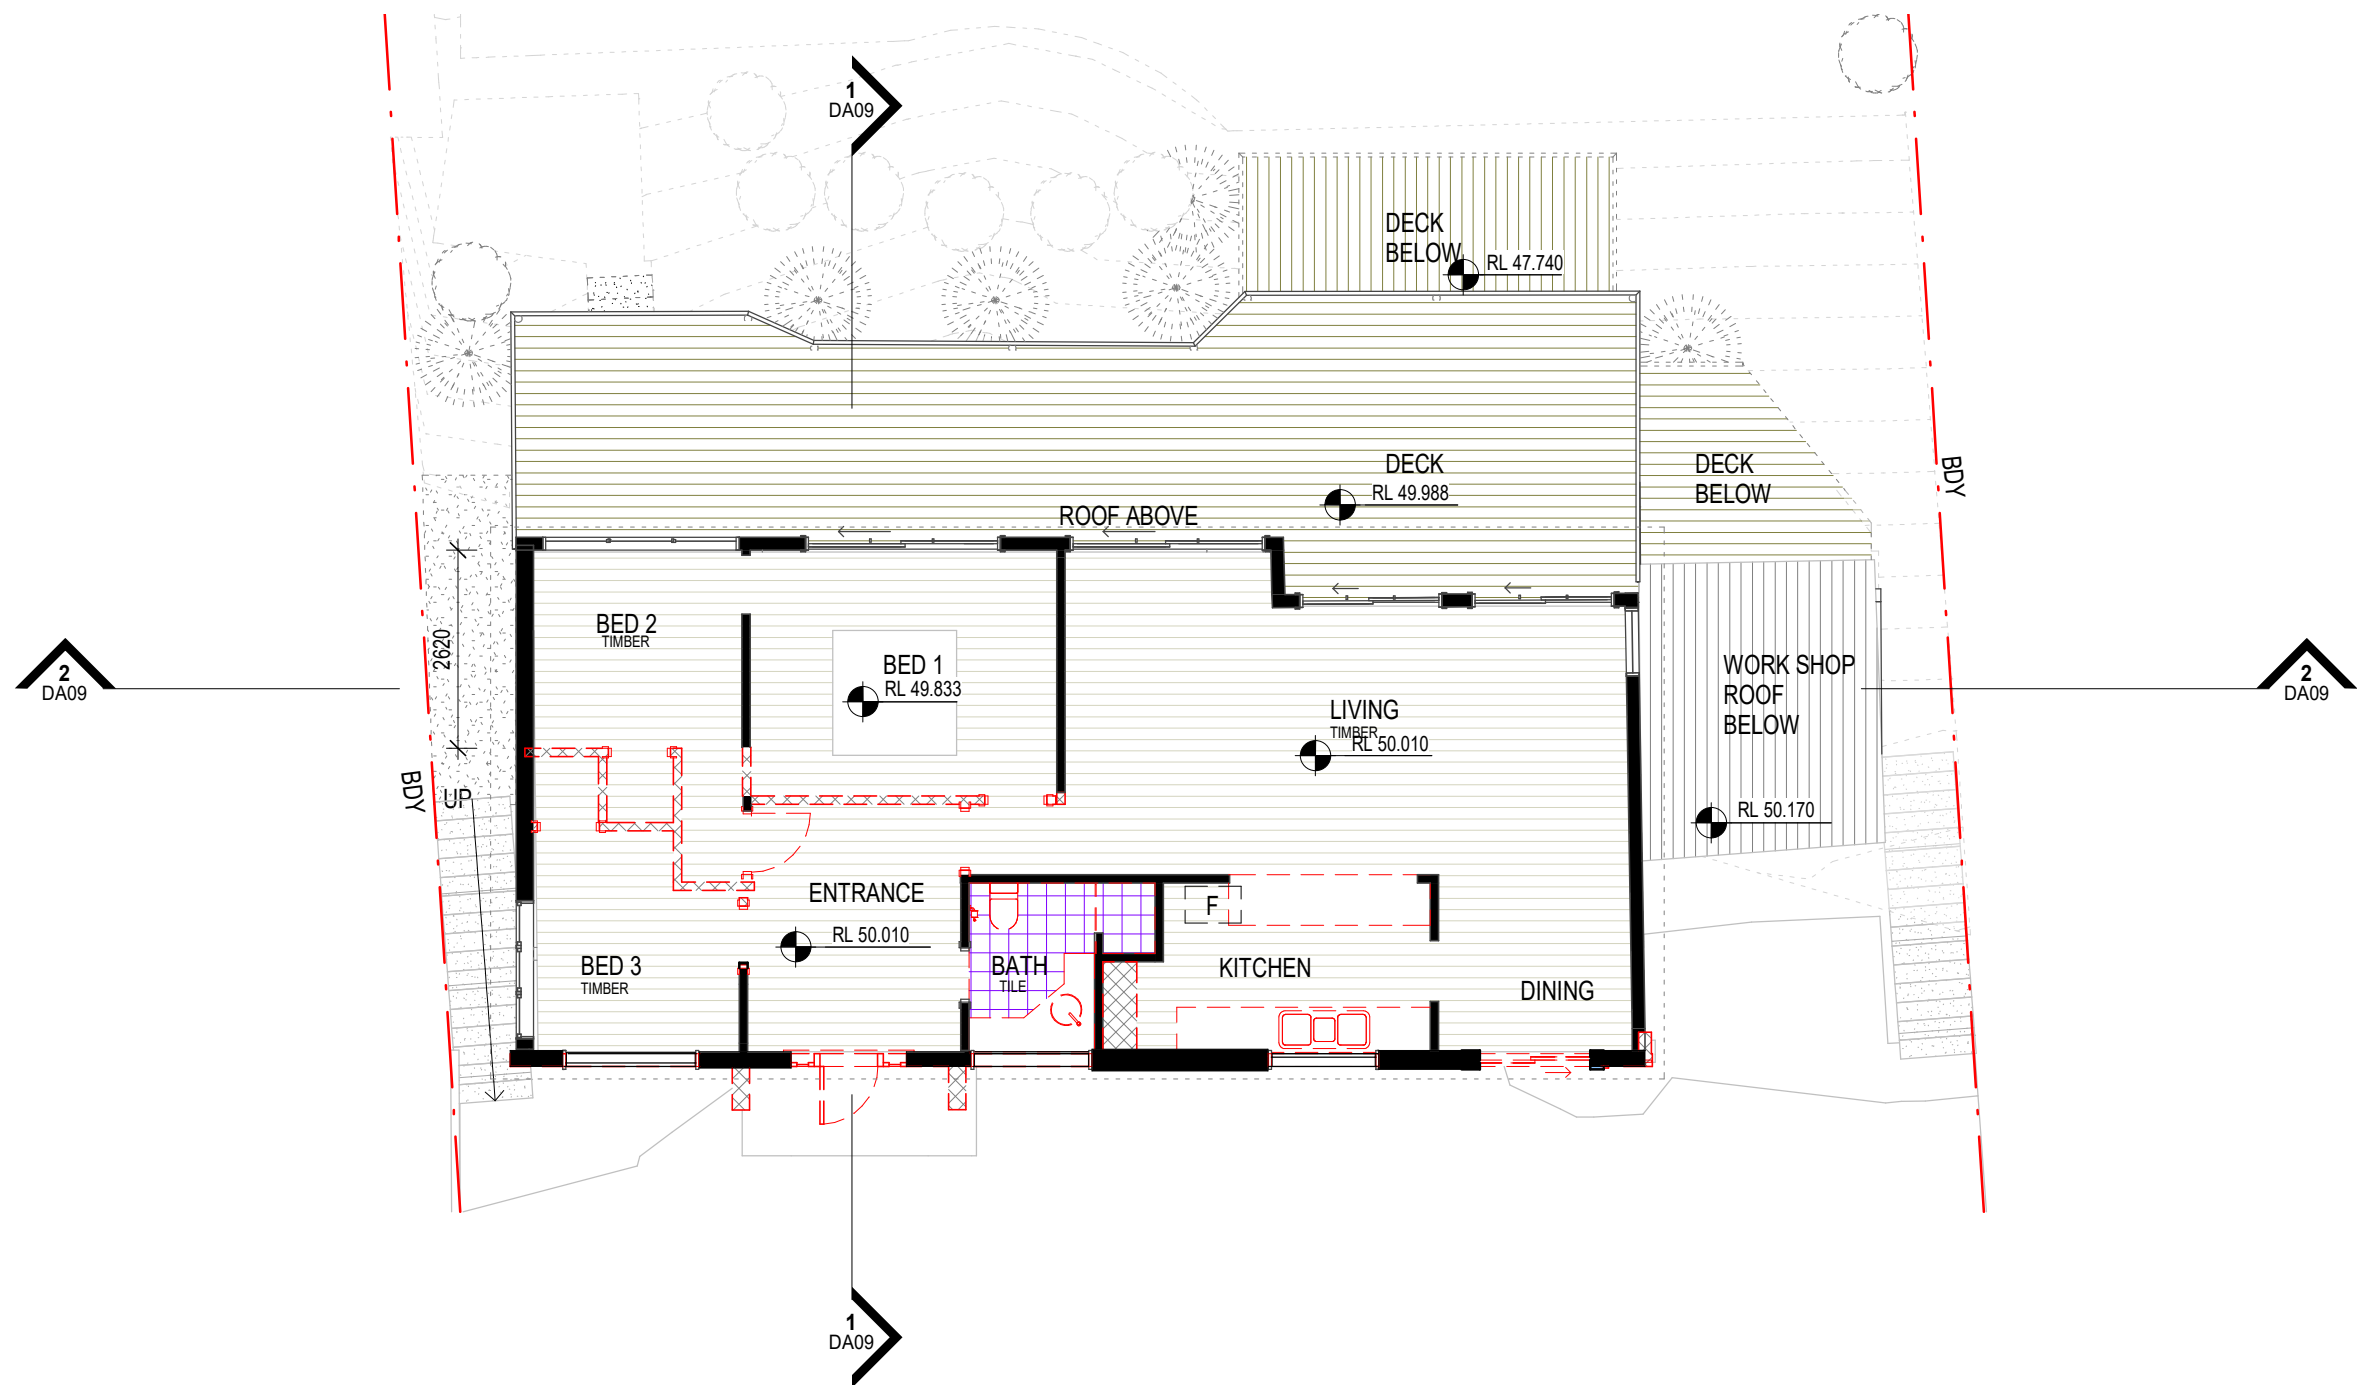 1
DA09
DECK
BELOW
RL 47.740
DECK
RL 49.988
DECK
BELOW
BDY
ROOF ABOVE
BED 2
TIMBER
2620
BED 1
RL 49.833
2
DA09
WORK SHOP
ROOF
BELOW
2
DA09
LIVING
TIMBER
RL 50.010
BDY
UP
RL 50.170
ENTRANCE
F
RL 50.010
BED 3
TIMBER
BATH
TILE
KITCHEN
DINING
1
DA09